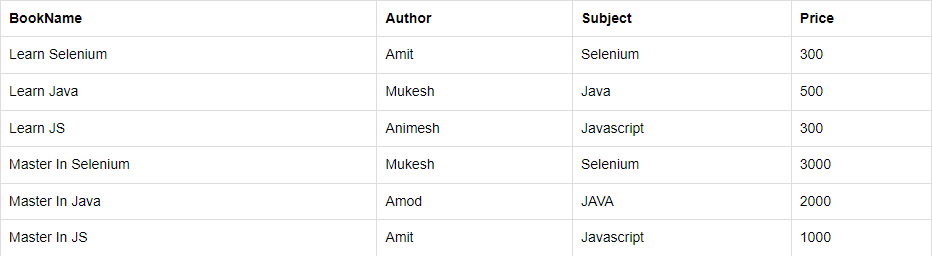 BookName Author Subject Price
Learn Selenium Amit Selenium 300
Learn Java Mukesh Java 500
Learn JS Animesh Javascript 300
Master In Selenium Mukesh Selenium 3000
Master In Java Amod JAVA 2000
Master In JS Amit Javascript 1000